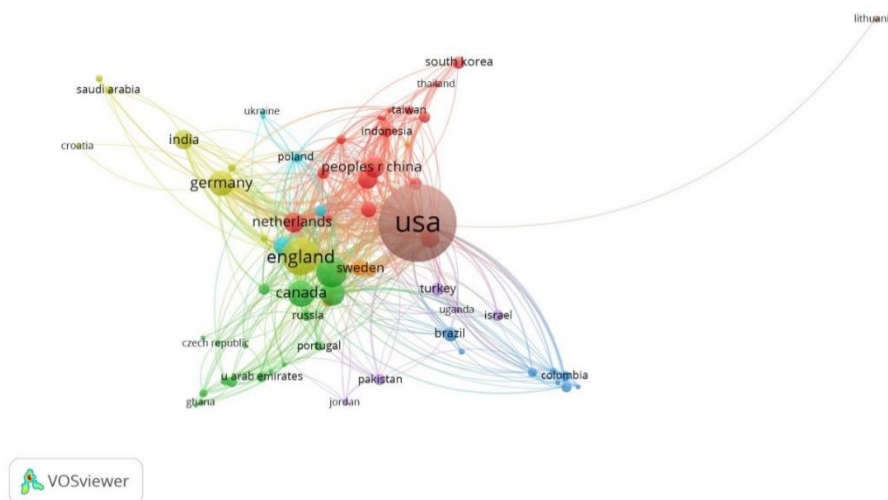 lithuani
south korea
thailand
saudi arabia
taiwan
ukraine
indonesia
india
croatia
poland
peoples r china
germany
netherlands
usa
england
sweden
canada
turkey
uganda
israel
russia
brazil
czech republic
portugal
u arab emirates
pakistan
colombia
ghana
jordan
VOSviewer